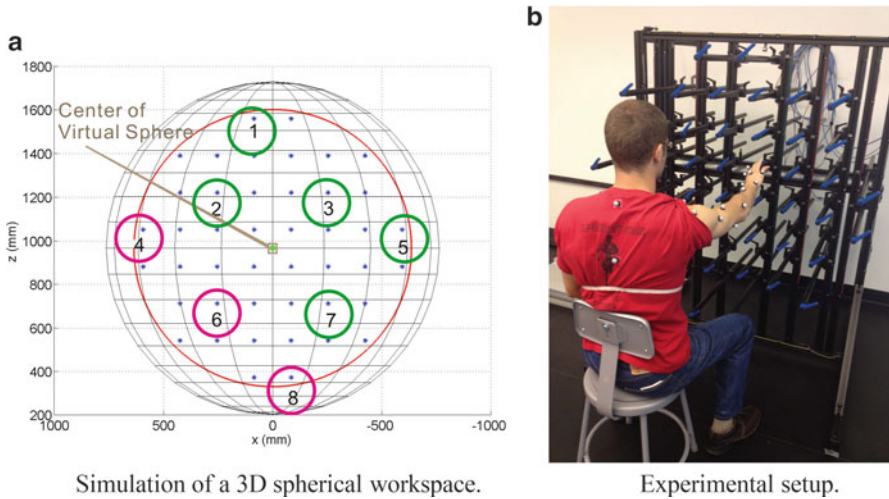 a
1800
1600
1400
1200
1000
800
600
400
200
z (mm)
1000
500
0
-500
-1000
x (mm)
Center of
Virtual Sphere
1
2
3
4
5
6
7
8
Simulation of a 3D spherical workspace.
b
Experimental setup.